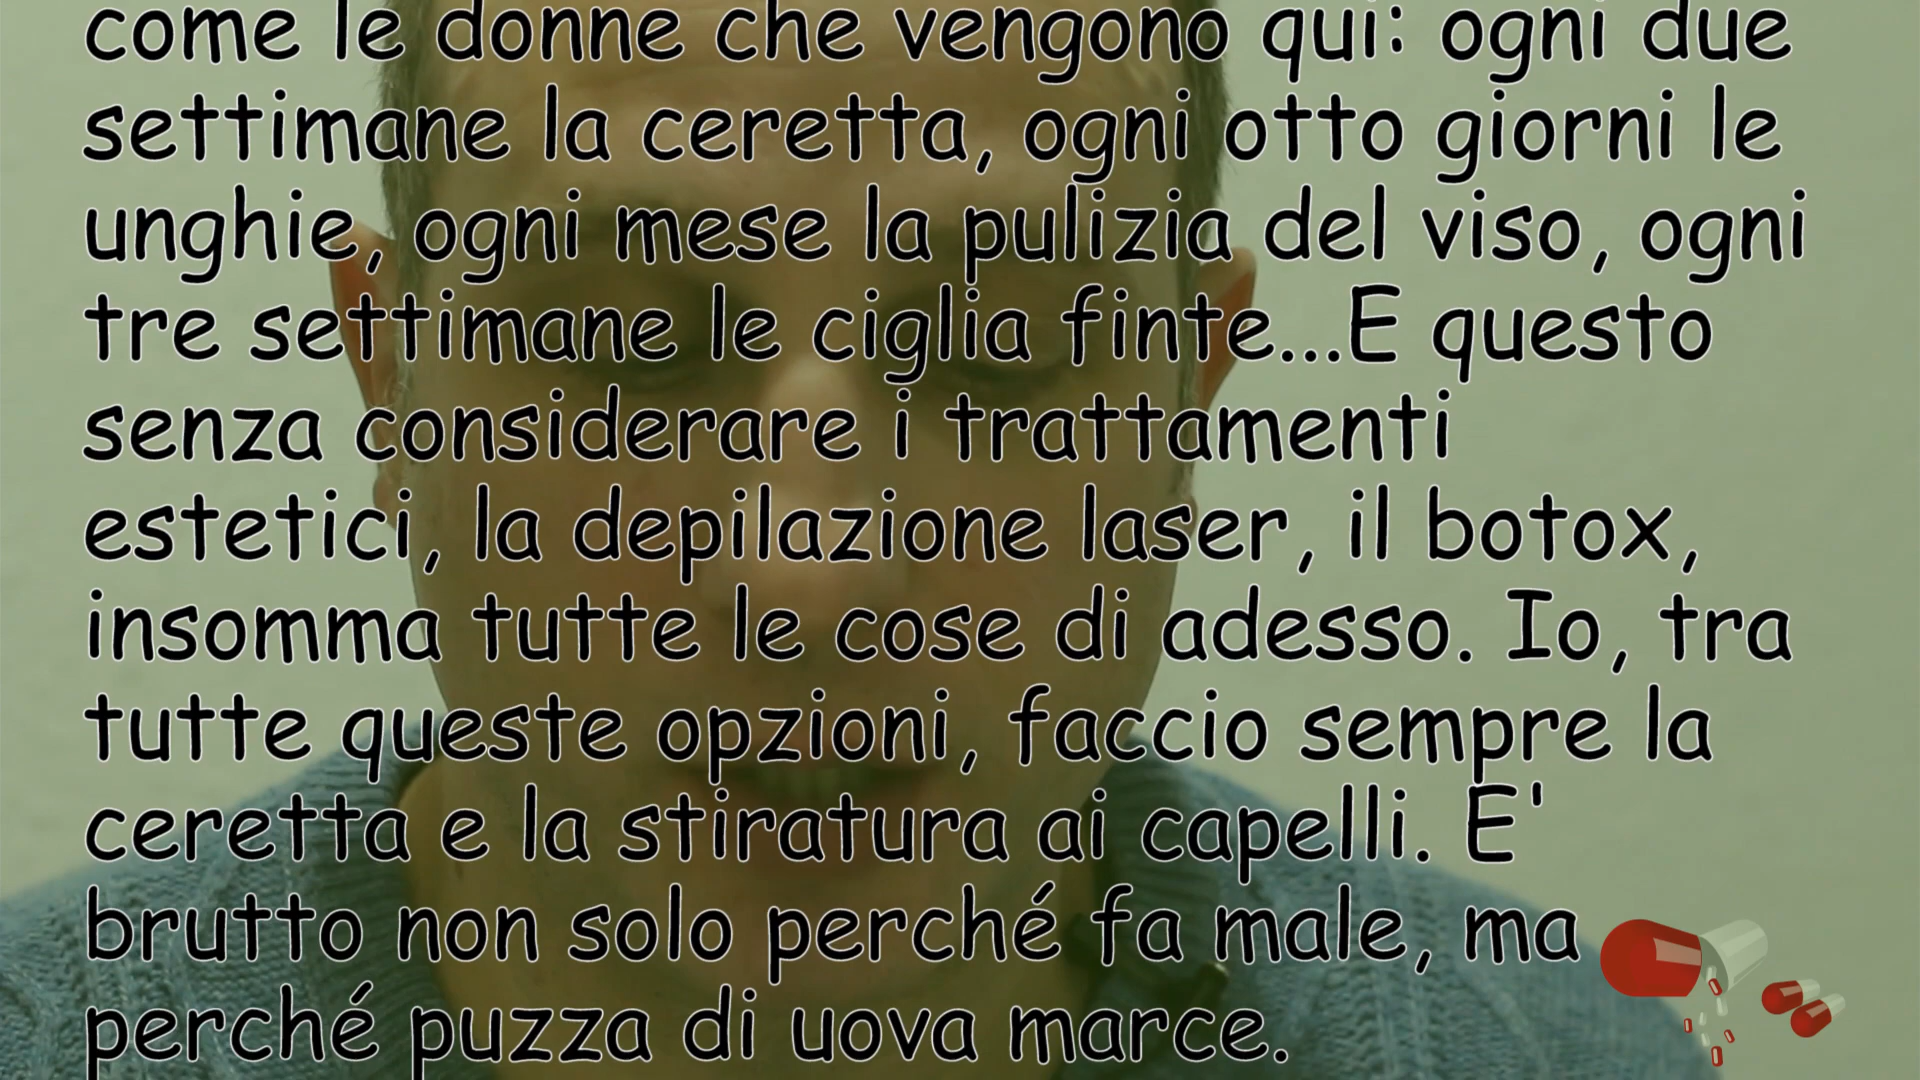 come le donne che vengono qui: ogni due
settimane la ceretta, ogni otto giorni le
unghie, ogni mese la pulizia del viso, ogni
tre settimane le ciglia finte...E questo
senza considerare i trattamenti
estetici, la depilazione laser, il botox,
insomma tutte le cose di adesso. Io, tra
tutte queste opzioni, faccio sempre la
ceretta e la stiratura ai capelli. E'
brutto non solo perché fa male, ma
perché puzza di uova marce.